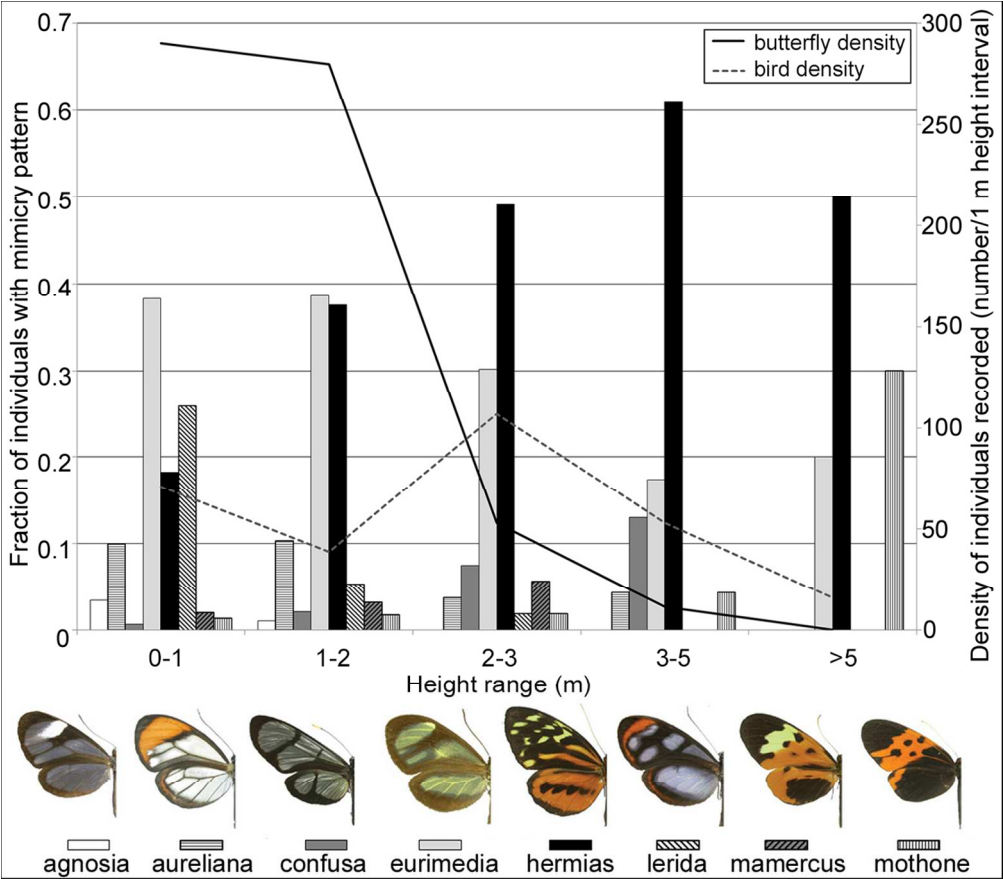 Fraction of individuals with mimicry pattern
0.7
0.6
0.5
0.4
0.3
0.2
0.1
0
butterfly density
bird density
300
250
200
150
100
50
0
Density of individuals recorded (number/1 m height interval)
0-1 1-2 2-3 3-5 >5
Height range (m)
agnosia aureliana confusa eurimedia hermias lerida mamercus mothone